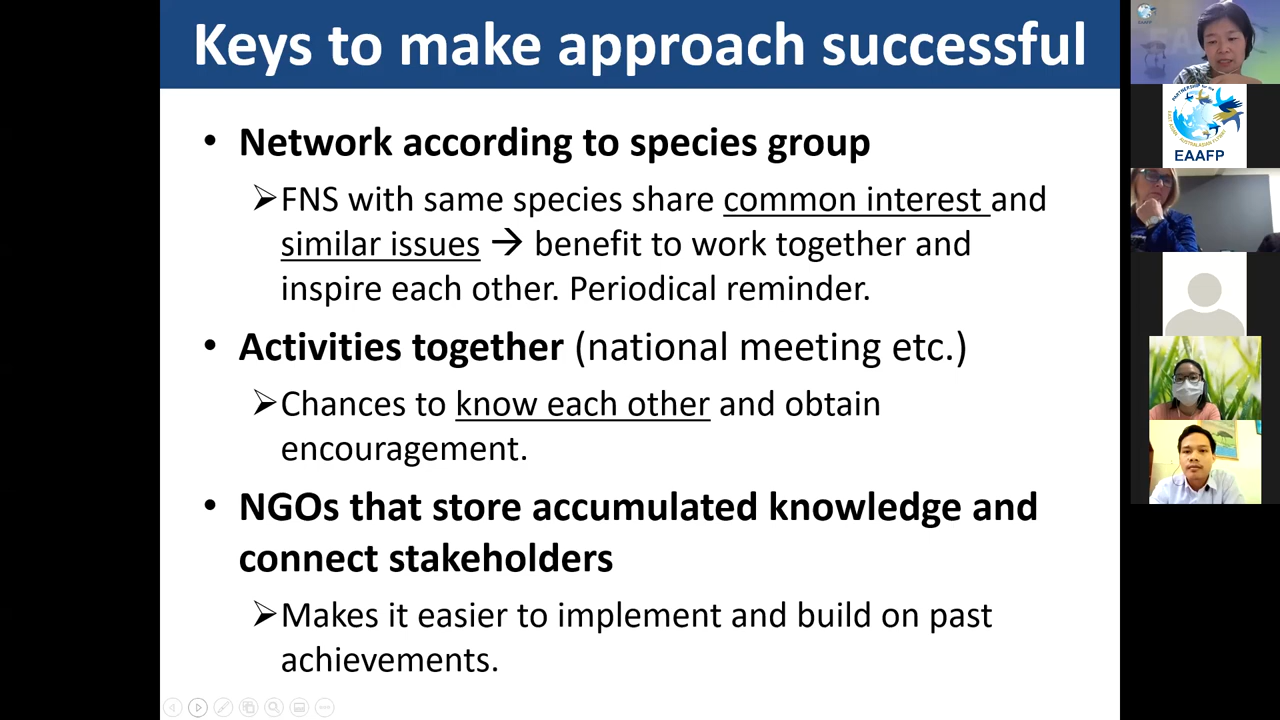 Keys to make approach successful
• Network according to species group
➢FNS with same species share common interest and
similar issues → benefit to work together and
inspire each other. Periodical reminder.
• Activities together (national meeting etc.)
➢Chances to know each other and obtain
encouragement.
• NGOs that store accumulated knowledge and
connect stakeholders
➢Makes it easier to implement and build on past
achievements.
EAAFP